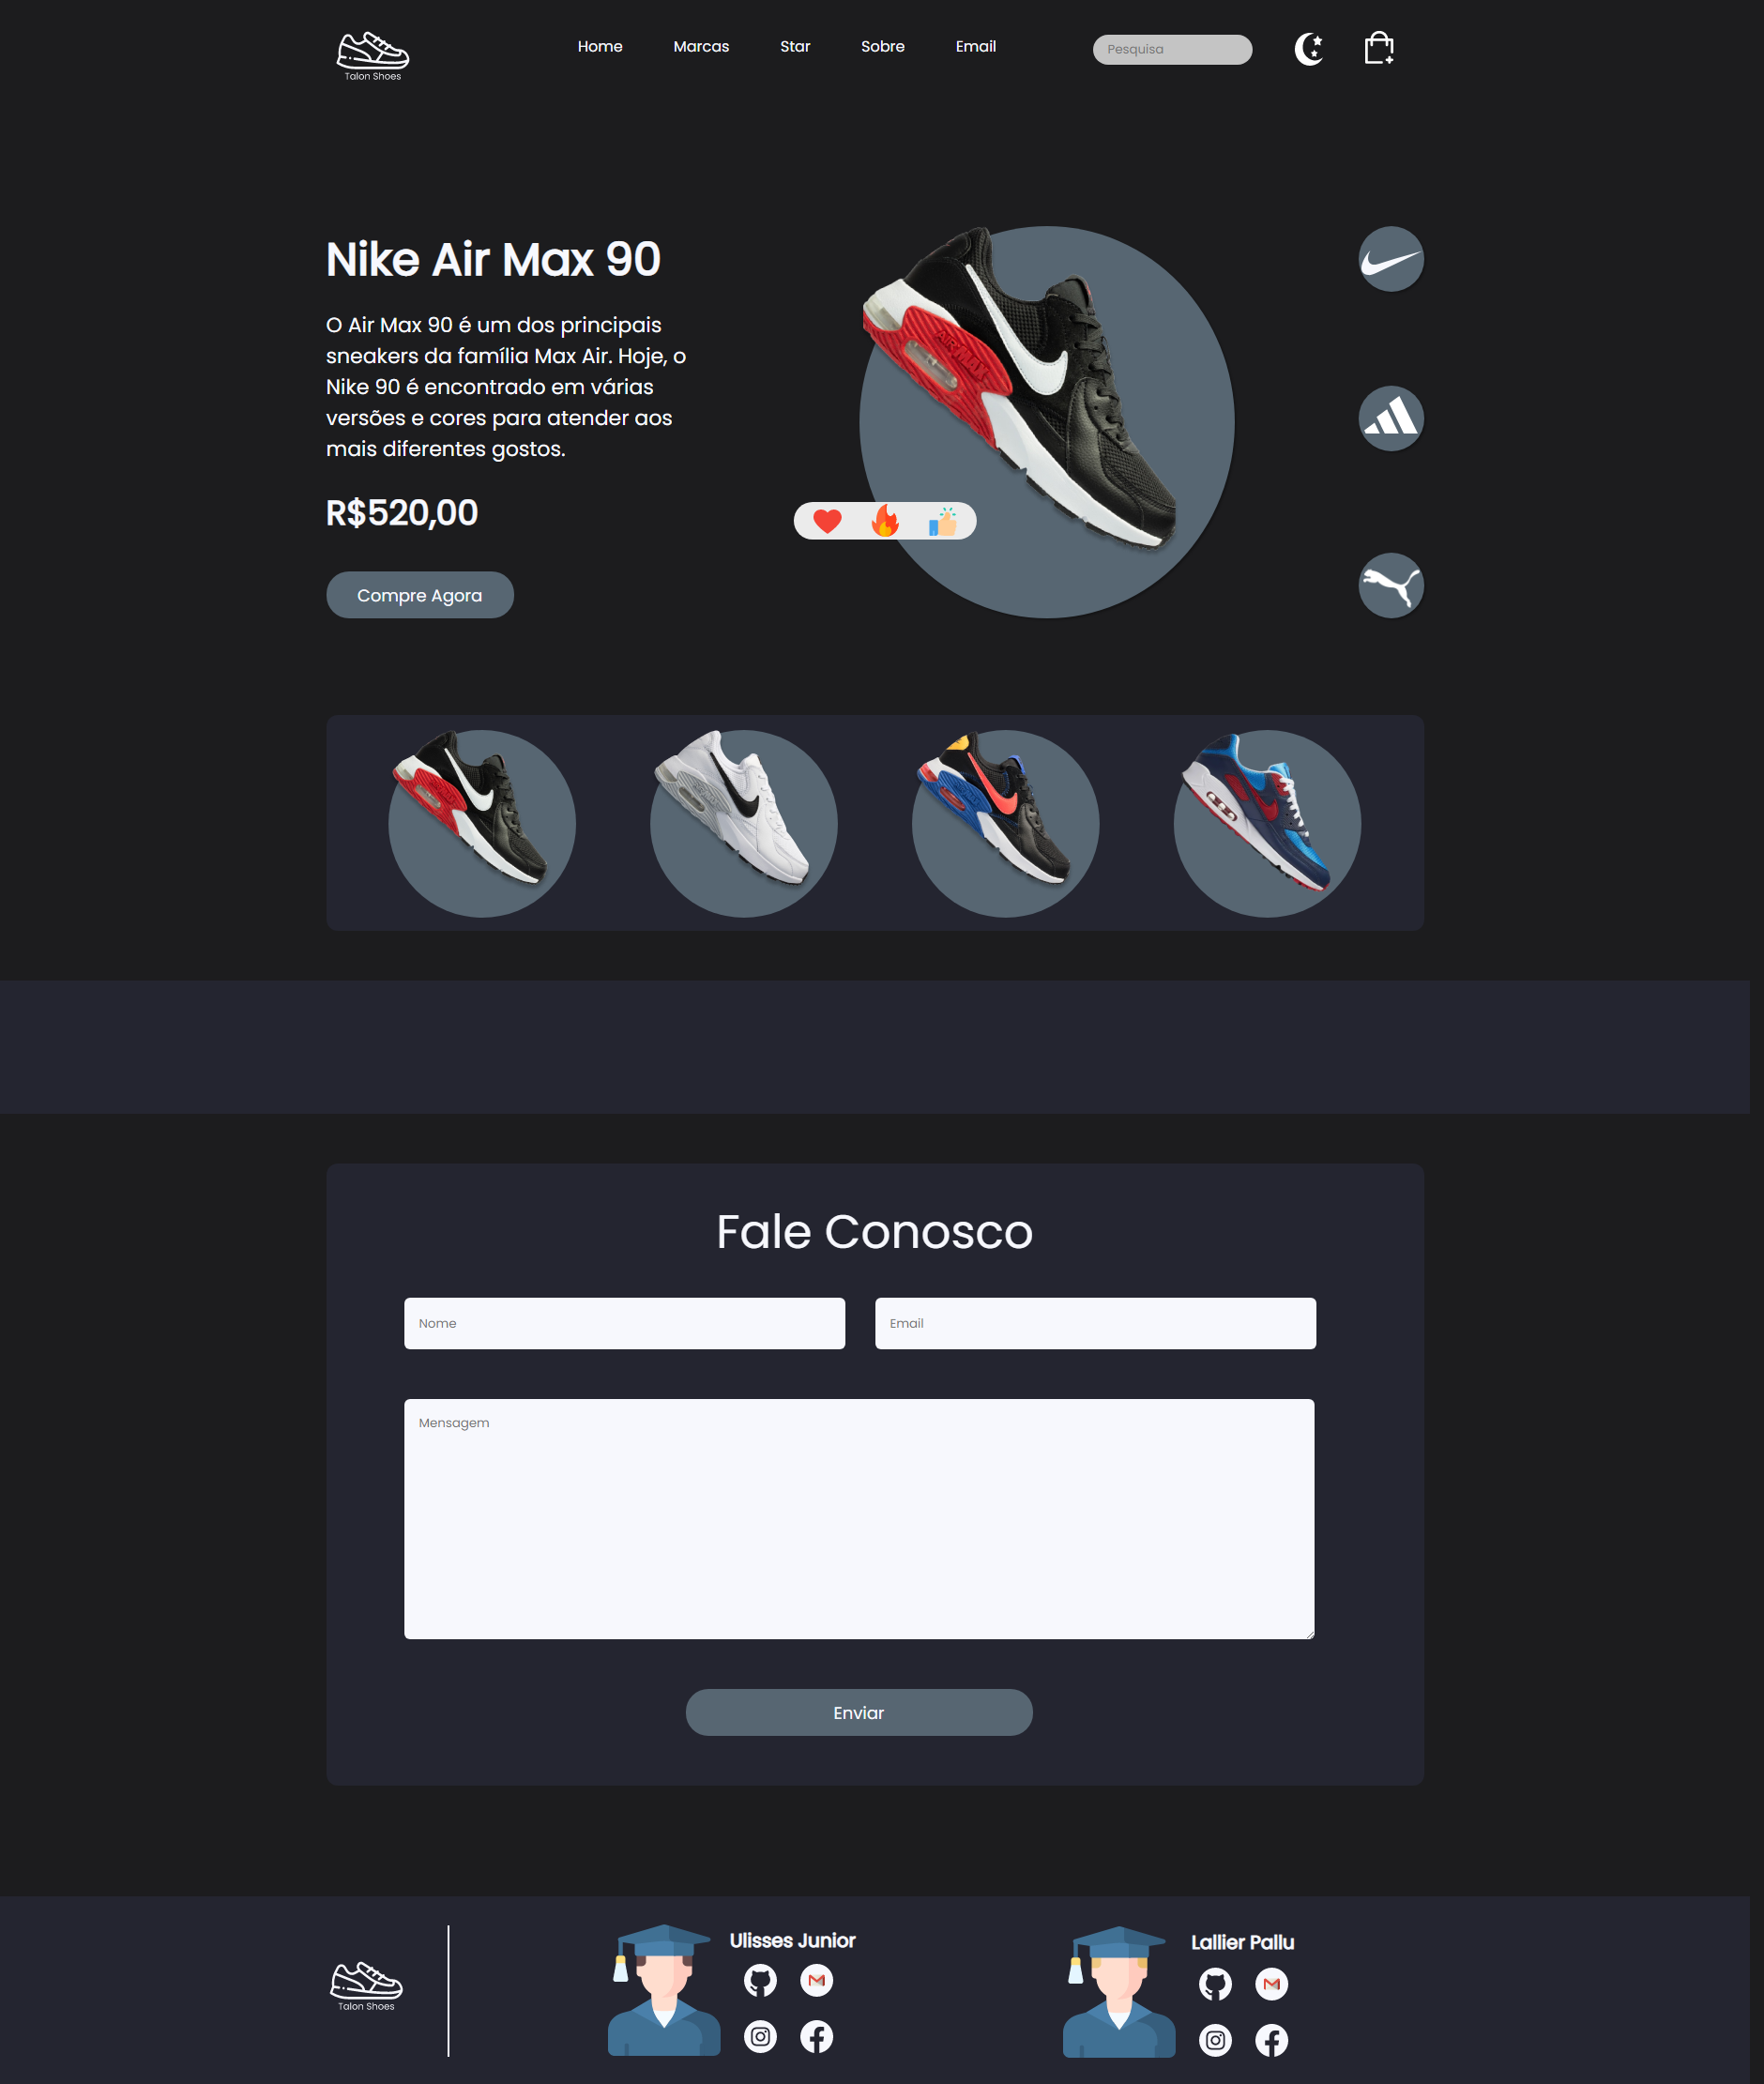 Talon Shoes
Home
Marcas
Star
Sobre
Email
Pesquisa
Nike Air Max 90
O Air Max 90 é um dos principais
sneakers da família Max Air. Hoje, o
Nike 90 é encontrado em várias
versões e cores para atender aos
mais diferentes gostos.
R$520,00
Compre Agora
AIR MAX
Fale Conosco
Nome
Email
Mensagem
Enviar
Talon Shoes
Ulisses Junior
Lallier Pallu